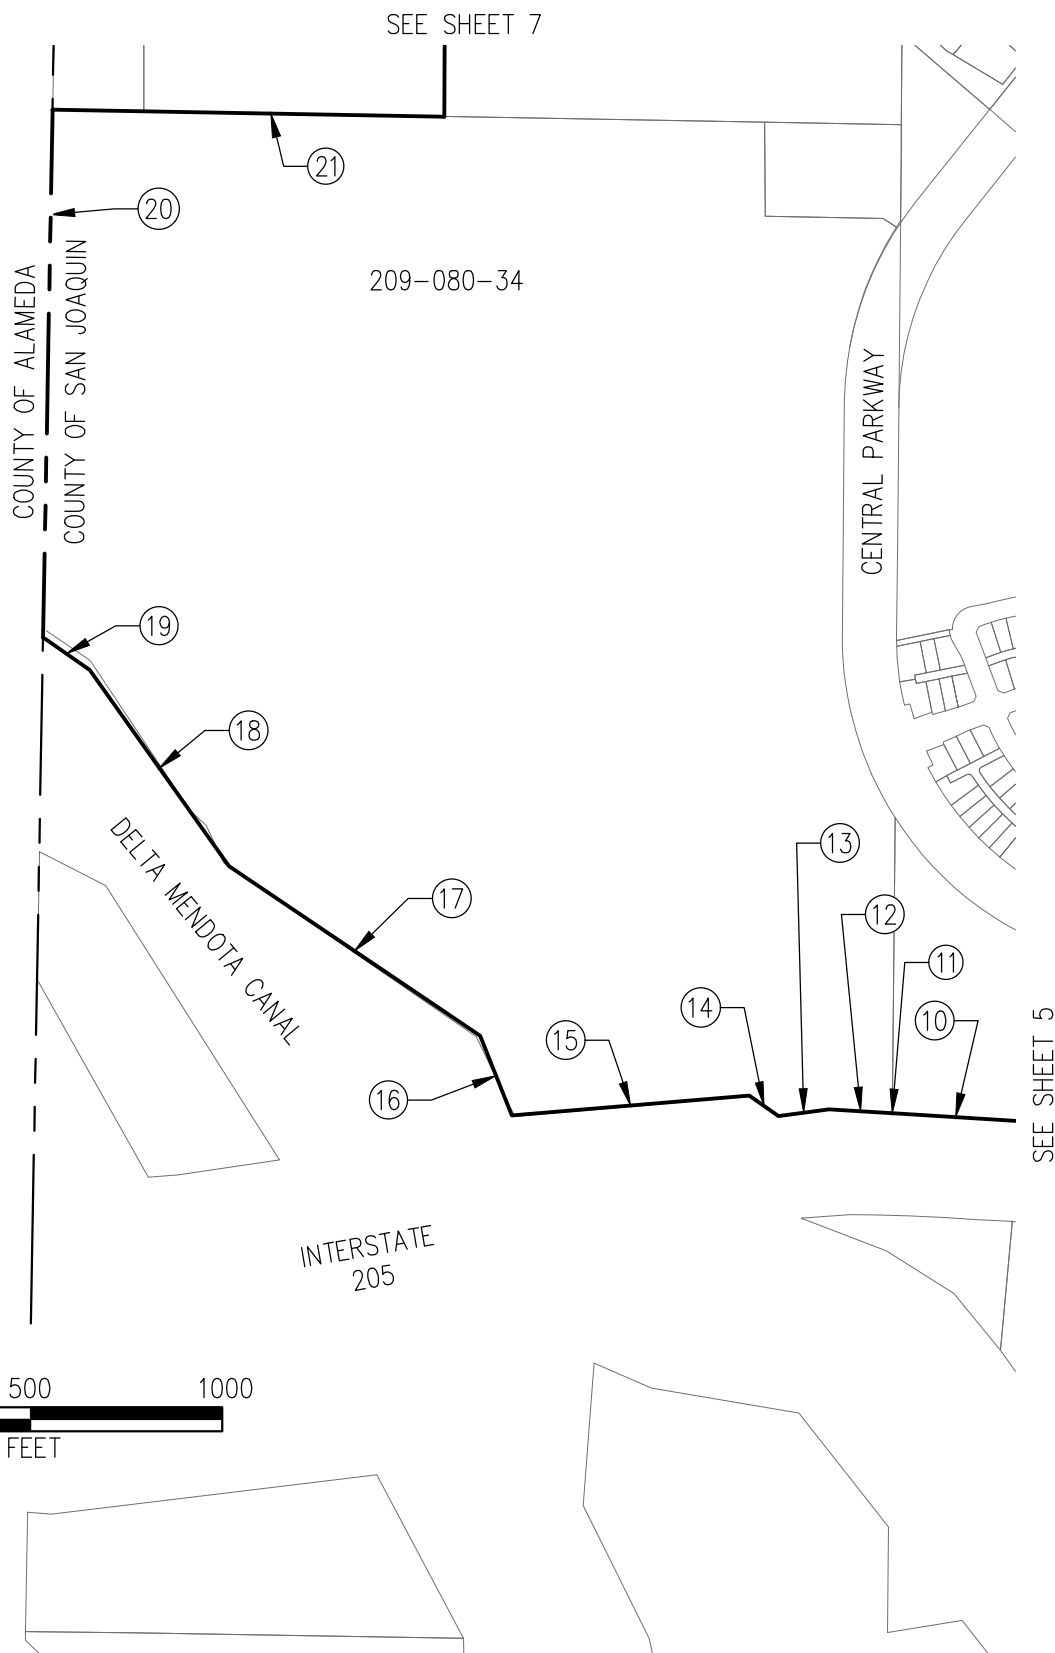 SEE SHEET 7
21
20
209-080-34
COUNTY OF ALAMEDA
COUNTY OF SAN JOAQUIN
CENTRAL PARKWAY
19
18
DELTA MENDOTA CANAL
13
17
12
11
14
10
15
16
SEE SHEET 5
INTERSTATE
205
500 1000
FEET